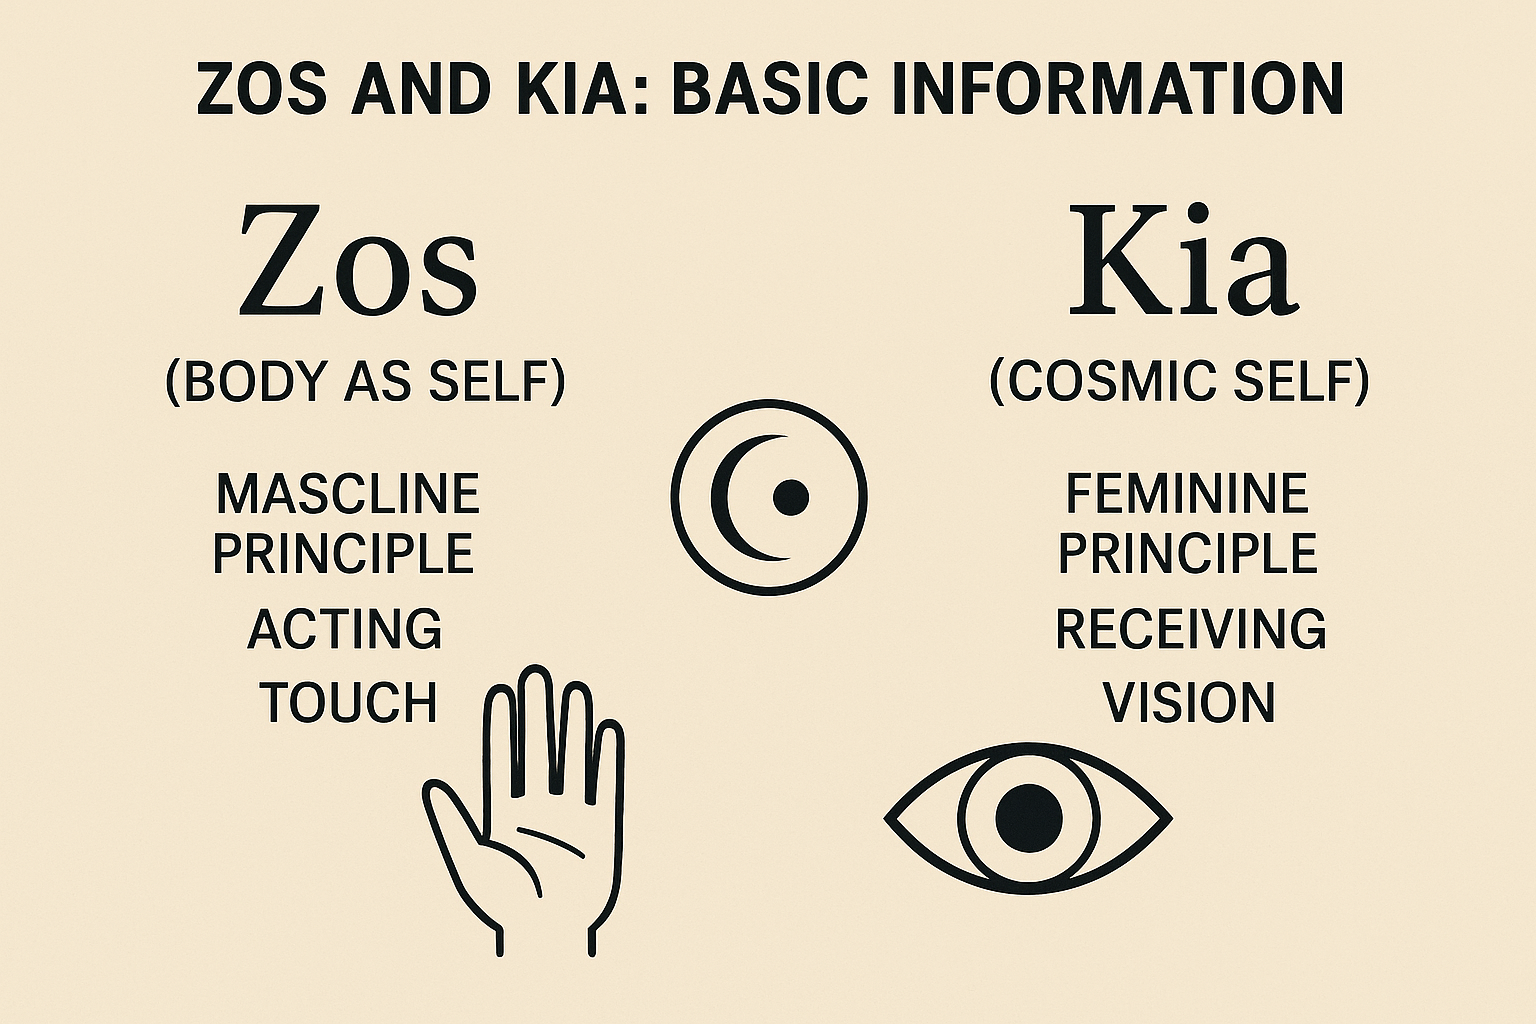 ZOS AND KIA: BASIC INFORMATION
Zos
(BODY AS SELF)
MASCLINE
PRINCIPLE
ACTING
TOUCH
Kia
(COSMIC SELF)
FEMININE
PRINCIPLE
RECEIVING
VISION